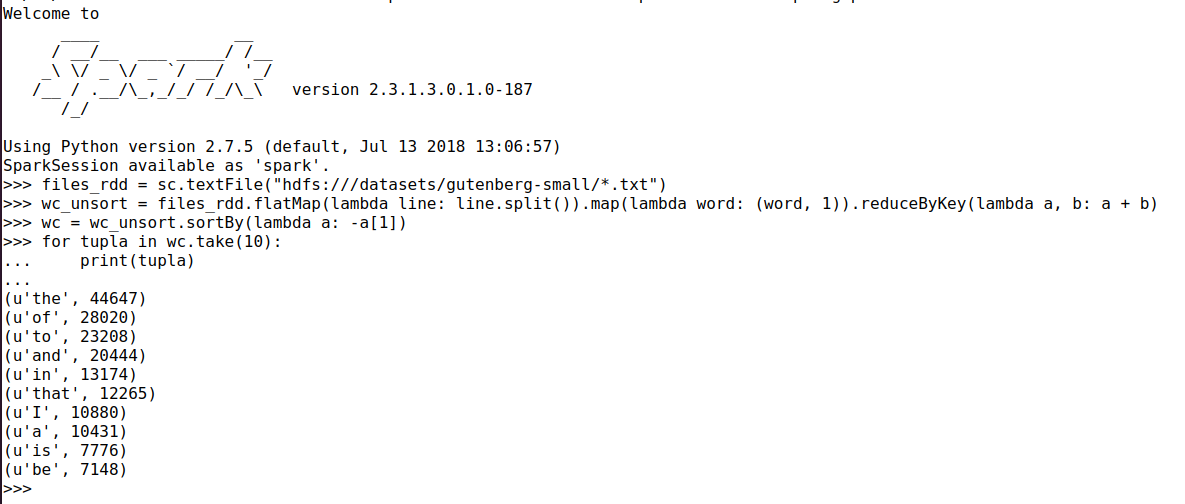 Welcome to
      ____              __
     / __/__  ___ _____/ /__
    _\ \/ _ \/ _ `/ __/  '_/
   /__ / .__/\_,_/_/ /_/\_\   version 2.3.1.3.0.1.0-187
      /_/
Using Python version 2.7.5 (default, Jul 13 2018 13:06:57)
SparkSession available as 'spark'.
>>> files_rdd = sc.textFile("hdfs:///datasets/gutenberg-small/*.txt")
>>> wc_unsort = files_rdd.flatMap(lambda line: line.split()).map(lambda word: (word, 1)).reduceByKey(lambda a, b: a + b)
>>> wc = wc_unsort.sortBy(lambda a: -a[1])
>>> for tupla in wc.take(10):
...     print(tupla)
...
(u'the', 44647)
(u'of', 28020)
(u'to', 23208)
(u'and', 20444)
(u'in', 13174)
(u'that', 12265)
(u'I', 10880)
(u'a', 10431)
(u'is', 7776)
(u'be', 7148)
>>>